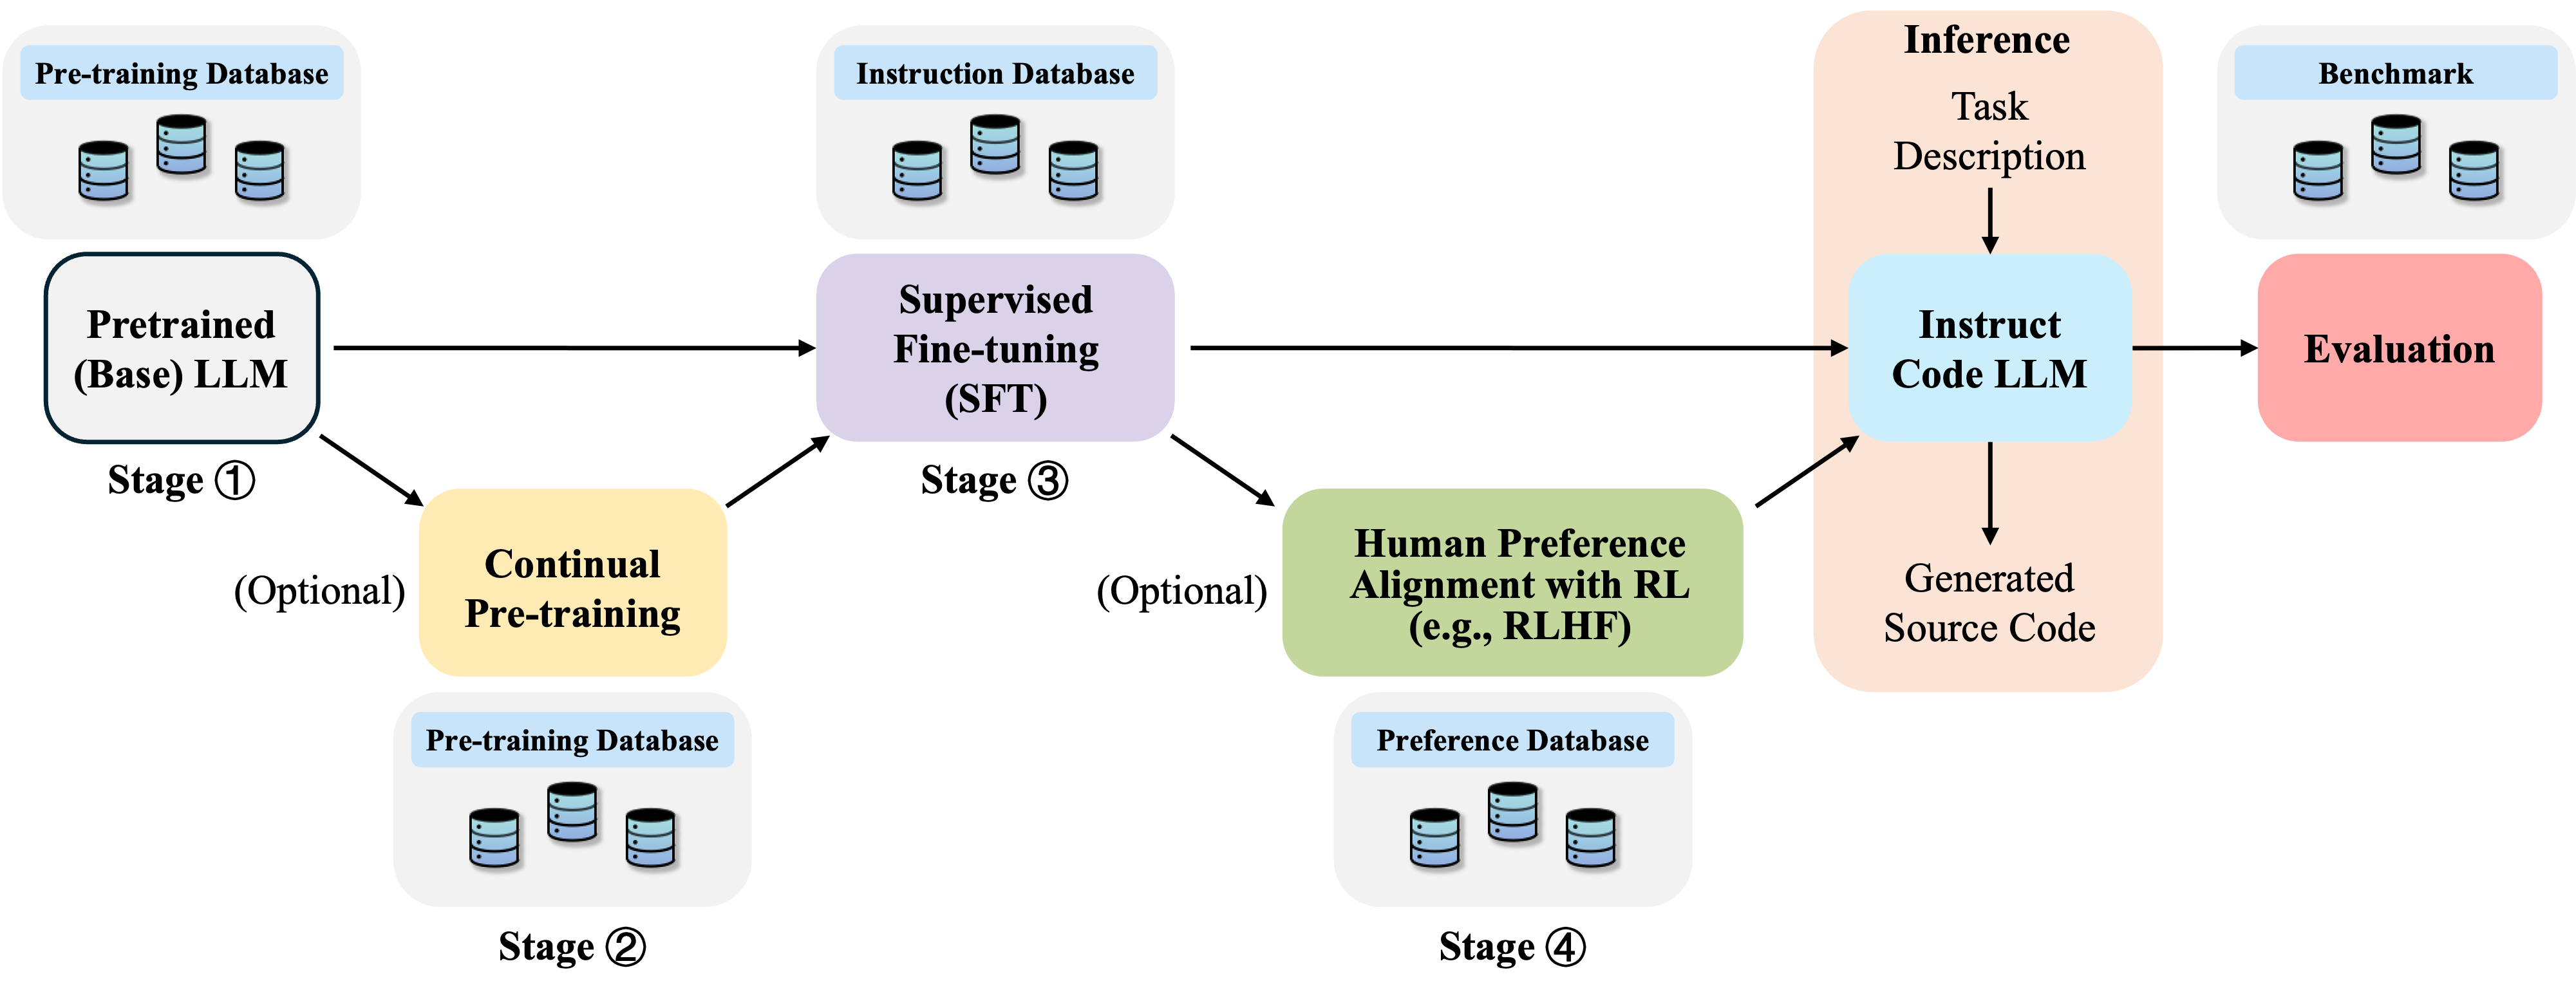 Pre-training Database
Pretrained
(Base) LLM
Stage ①
(Optional)
Continual
Pre-training
Pre-training Database
Stage ②
Instruction Database
Supervised
Fine-tuning
(SFT)
Stage ③
(Optional)
Human Preference
Alignment with RL
(e.g., RLHF)
Preference Database
Stage ④
Inference
Task
Description
Instruct
Code LLM
Generated
Source Code
Benchmark
Evaluation